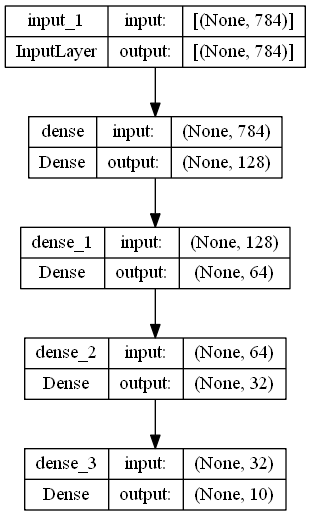 input_1 input: [(None, 784)]
InputLayer output: [(None, 784)]
dense input: (None, 784)
Dense output: (None, 128)
dense_1 input: (None, 128)
Dense output: (None, 64)
dense_2 input: (None, 64)
Dense output: (None, 32)
dense_3 input: (None, 32)
Dense output: (None, 10)